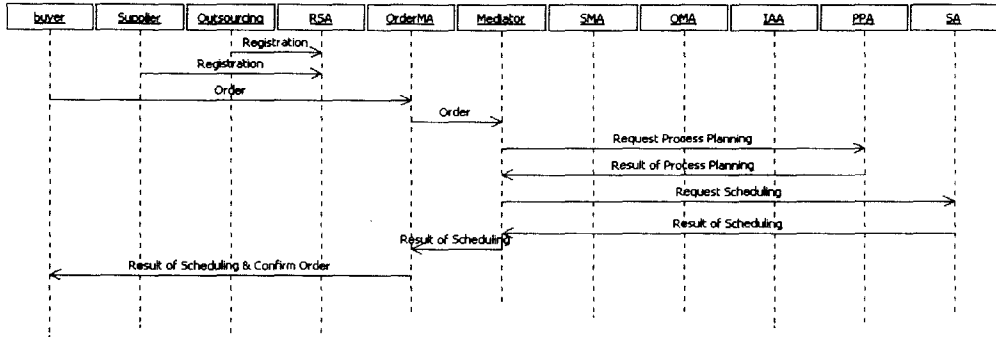 buyer
Supplier
Outsourcing
RSA
OrderMA
Mediator
SMA
OMA
IAA
PPA
SA
Registration
Registration
Order
Order
Request Process Planning
Result of Process Planning
Request Scheduling
Result of Scheduling
Result of Scheduling
Result of Scheduling & Confirm Order